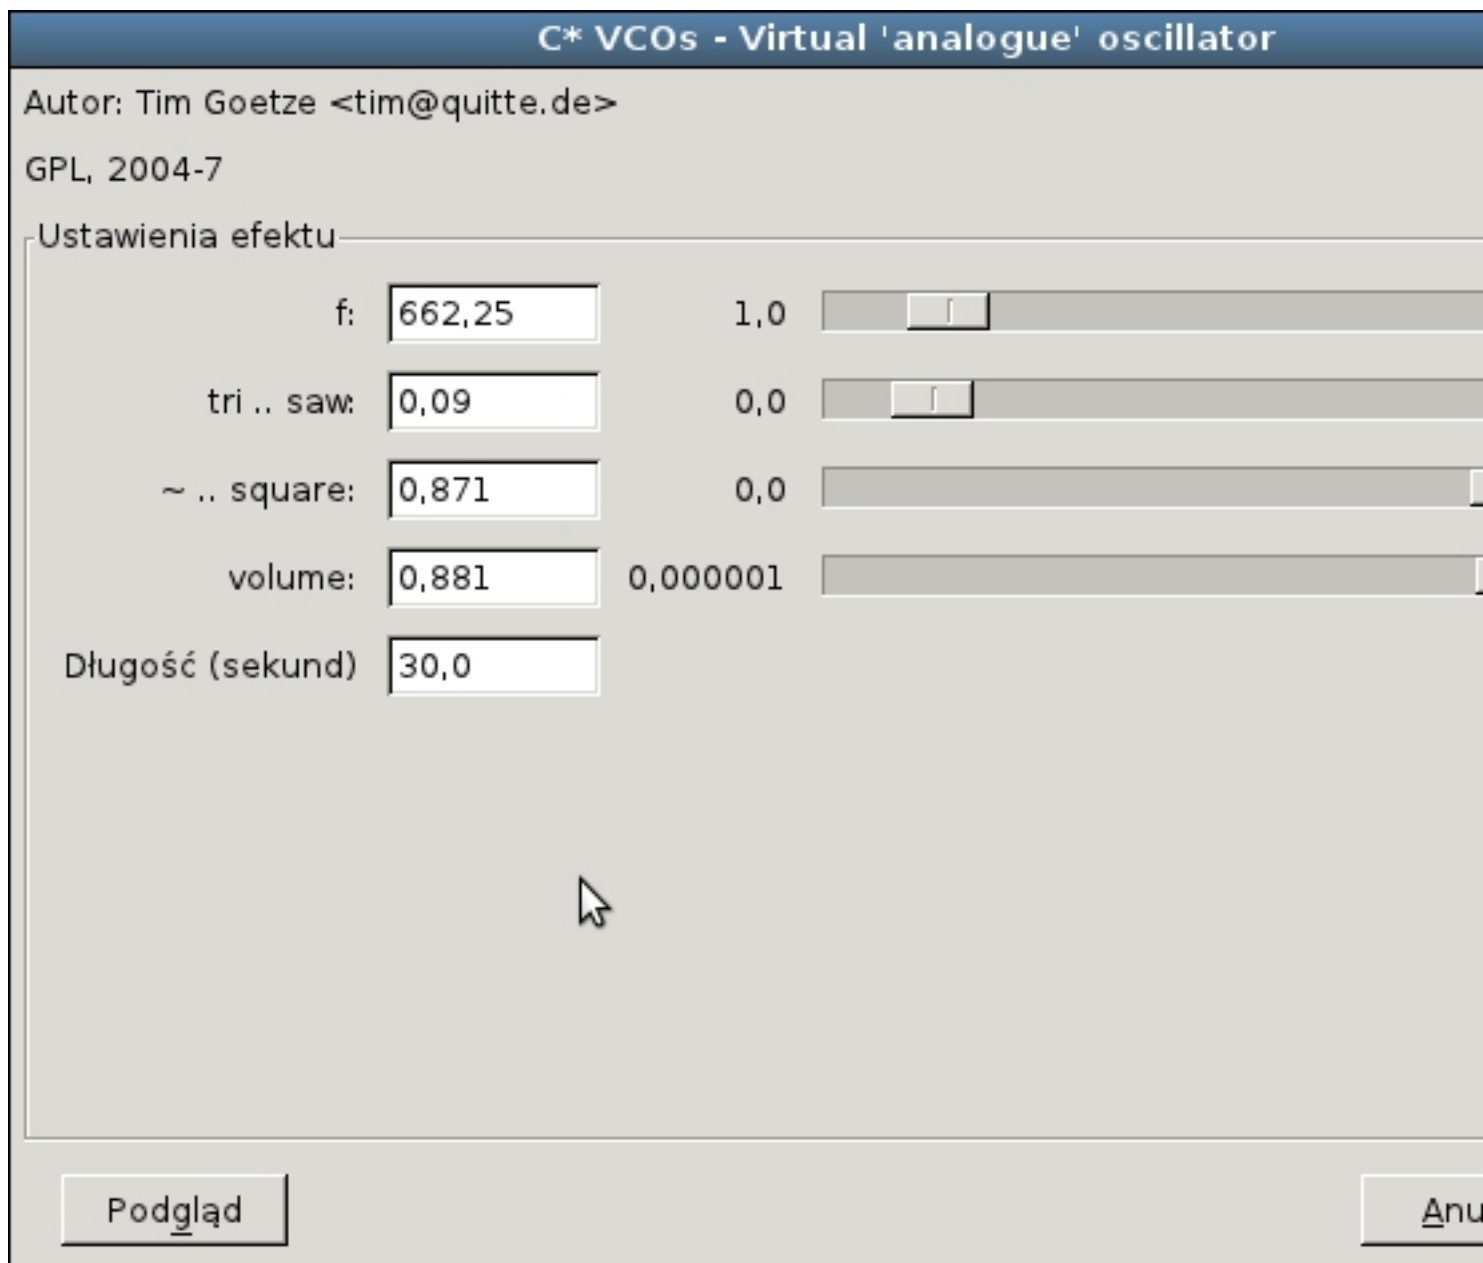 C* VCOs - Virtual 'analogue' oscillator
Autor: Tim Goetze <tim@quitte.de>
GPL, 2004-7
Ustawienia efektu
f: 662,25 1,0
tri .. saw: 0,09 0,0
~ .. square: 0,871 0,0
volume: 0,881 0,000001
Długość (sekund) 30,0
Podgląd Anu